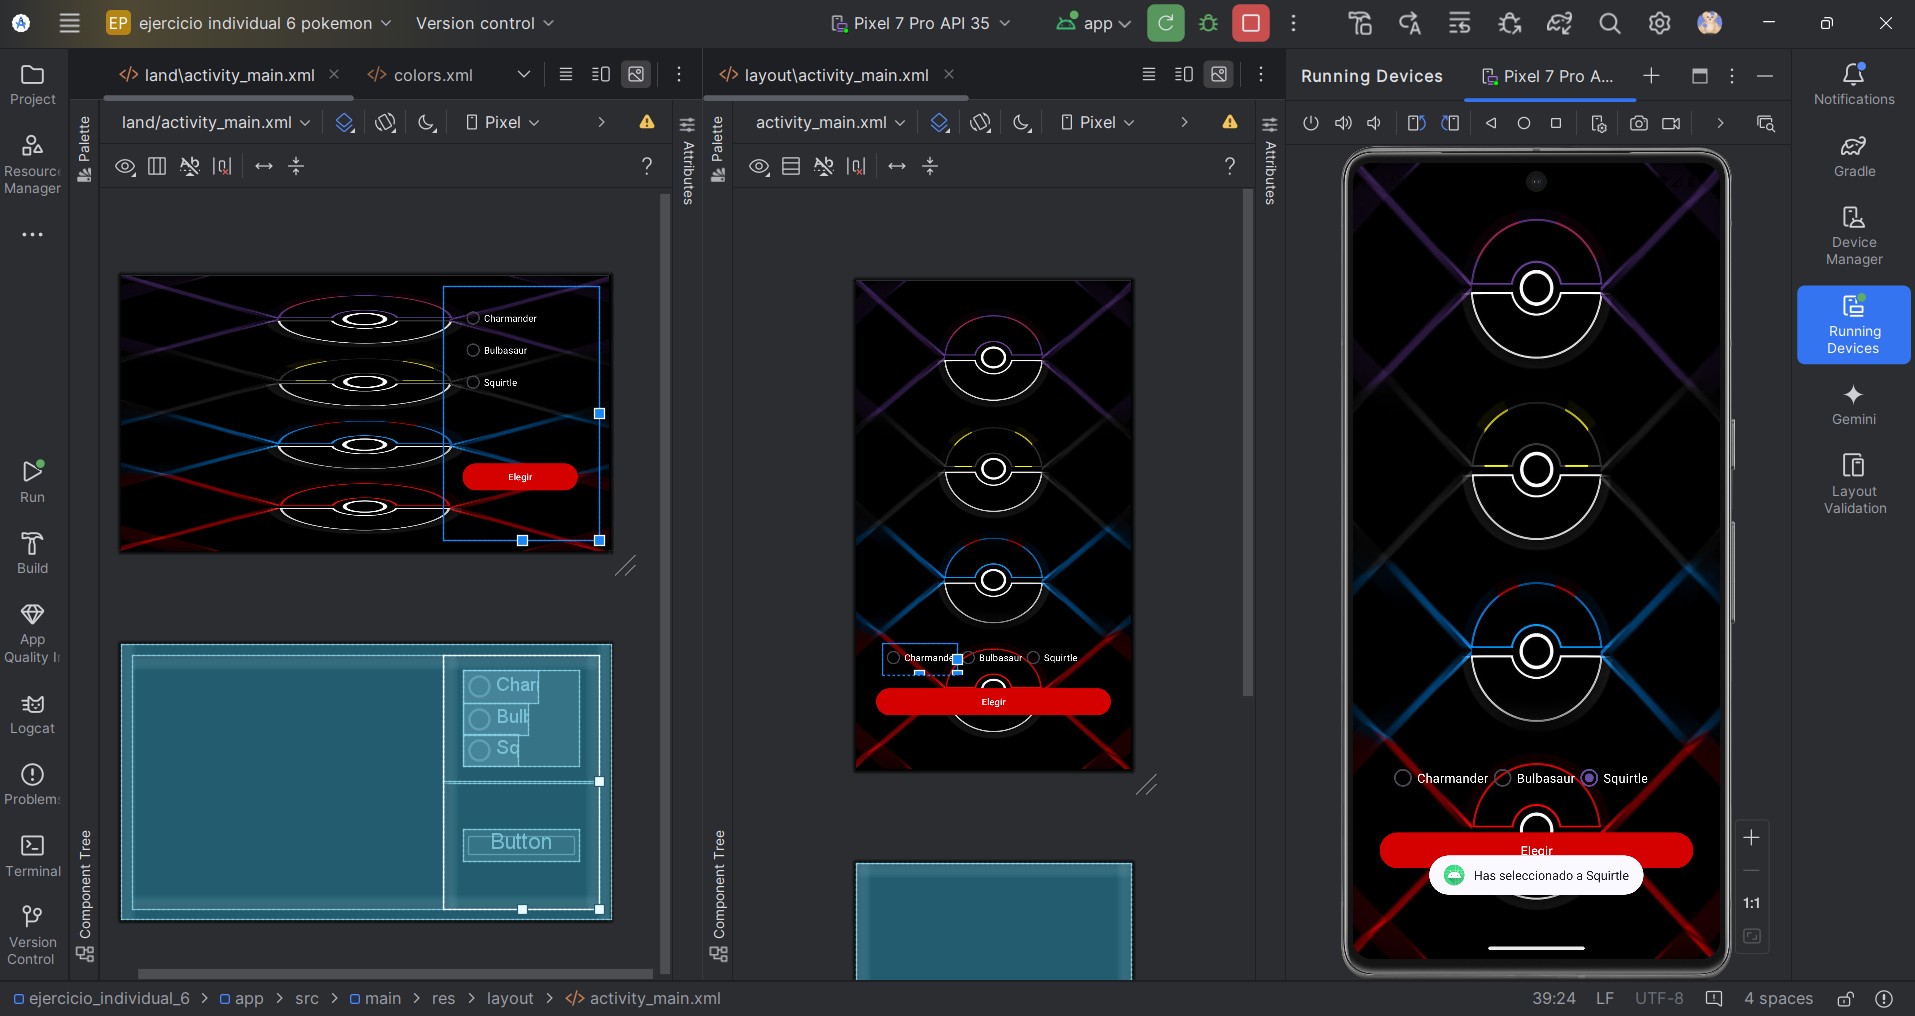 EP ejercicio individual 6 pokemon
Version control
Pixel 7 Pro API 35
app
Project
Resource
Manager
Run
Build
App
Quality I
Logcat
Problem
Terminal
Version
Control
land\activity_main.xml
colors.xml
land/activity_main.xml
Pixel
?
Palette
Attributes
Component Tree
Charmander
Bulbasaur
Squirtle
Elegir
Char
Bulb
Sq
Button
layout\activity_main.xml
activity_main.xml
Pixel
?
Palette
Attributes
Component Tree
Charmande
Bulbasaur
Squirtle
Elegir
Running Devices
Pixel 7 Pro A...
Charmander
Bulbasaur
Squirtle
Elegir
Has seleccionado a Squirtle
1:1
Notifications
Gradle
Device
Manager
Running
Devices
Gemini
Layout
Validation
ejercicio_individual_6 > app > src > main > res > layout > activity_main.xml
39:24
LF
UTF-8
4 spaces